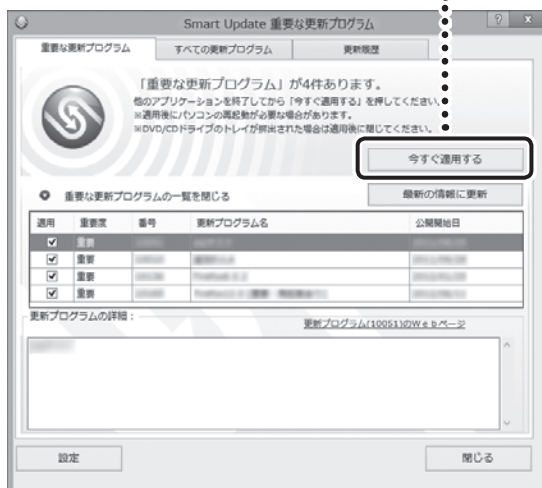 Smart Update 重要な更新プログラム
? x
重要な更新プログラム すべての更新プログラム 更新履歴
「重要な更新プログラム」が4件あります。
他のアプリケーションを終了してから「今すぐ適用する」を押してください。
※適用後にパソコンの再起動が必要な場合があります。
※DVD/CDドライブのトレイが排出された場合は適用後に閉じてください。
今すぐ適用する
重要な更新プログラムの一覧を閉じる 最新の情報に更新
適用 重要度 番号 更新プログラム名 公開開始日
重要
重要
重要
重要
更新プログラムの詳細：
更新プログラム(10051)のWebページ
設定 閉じる